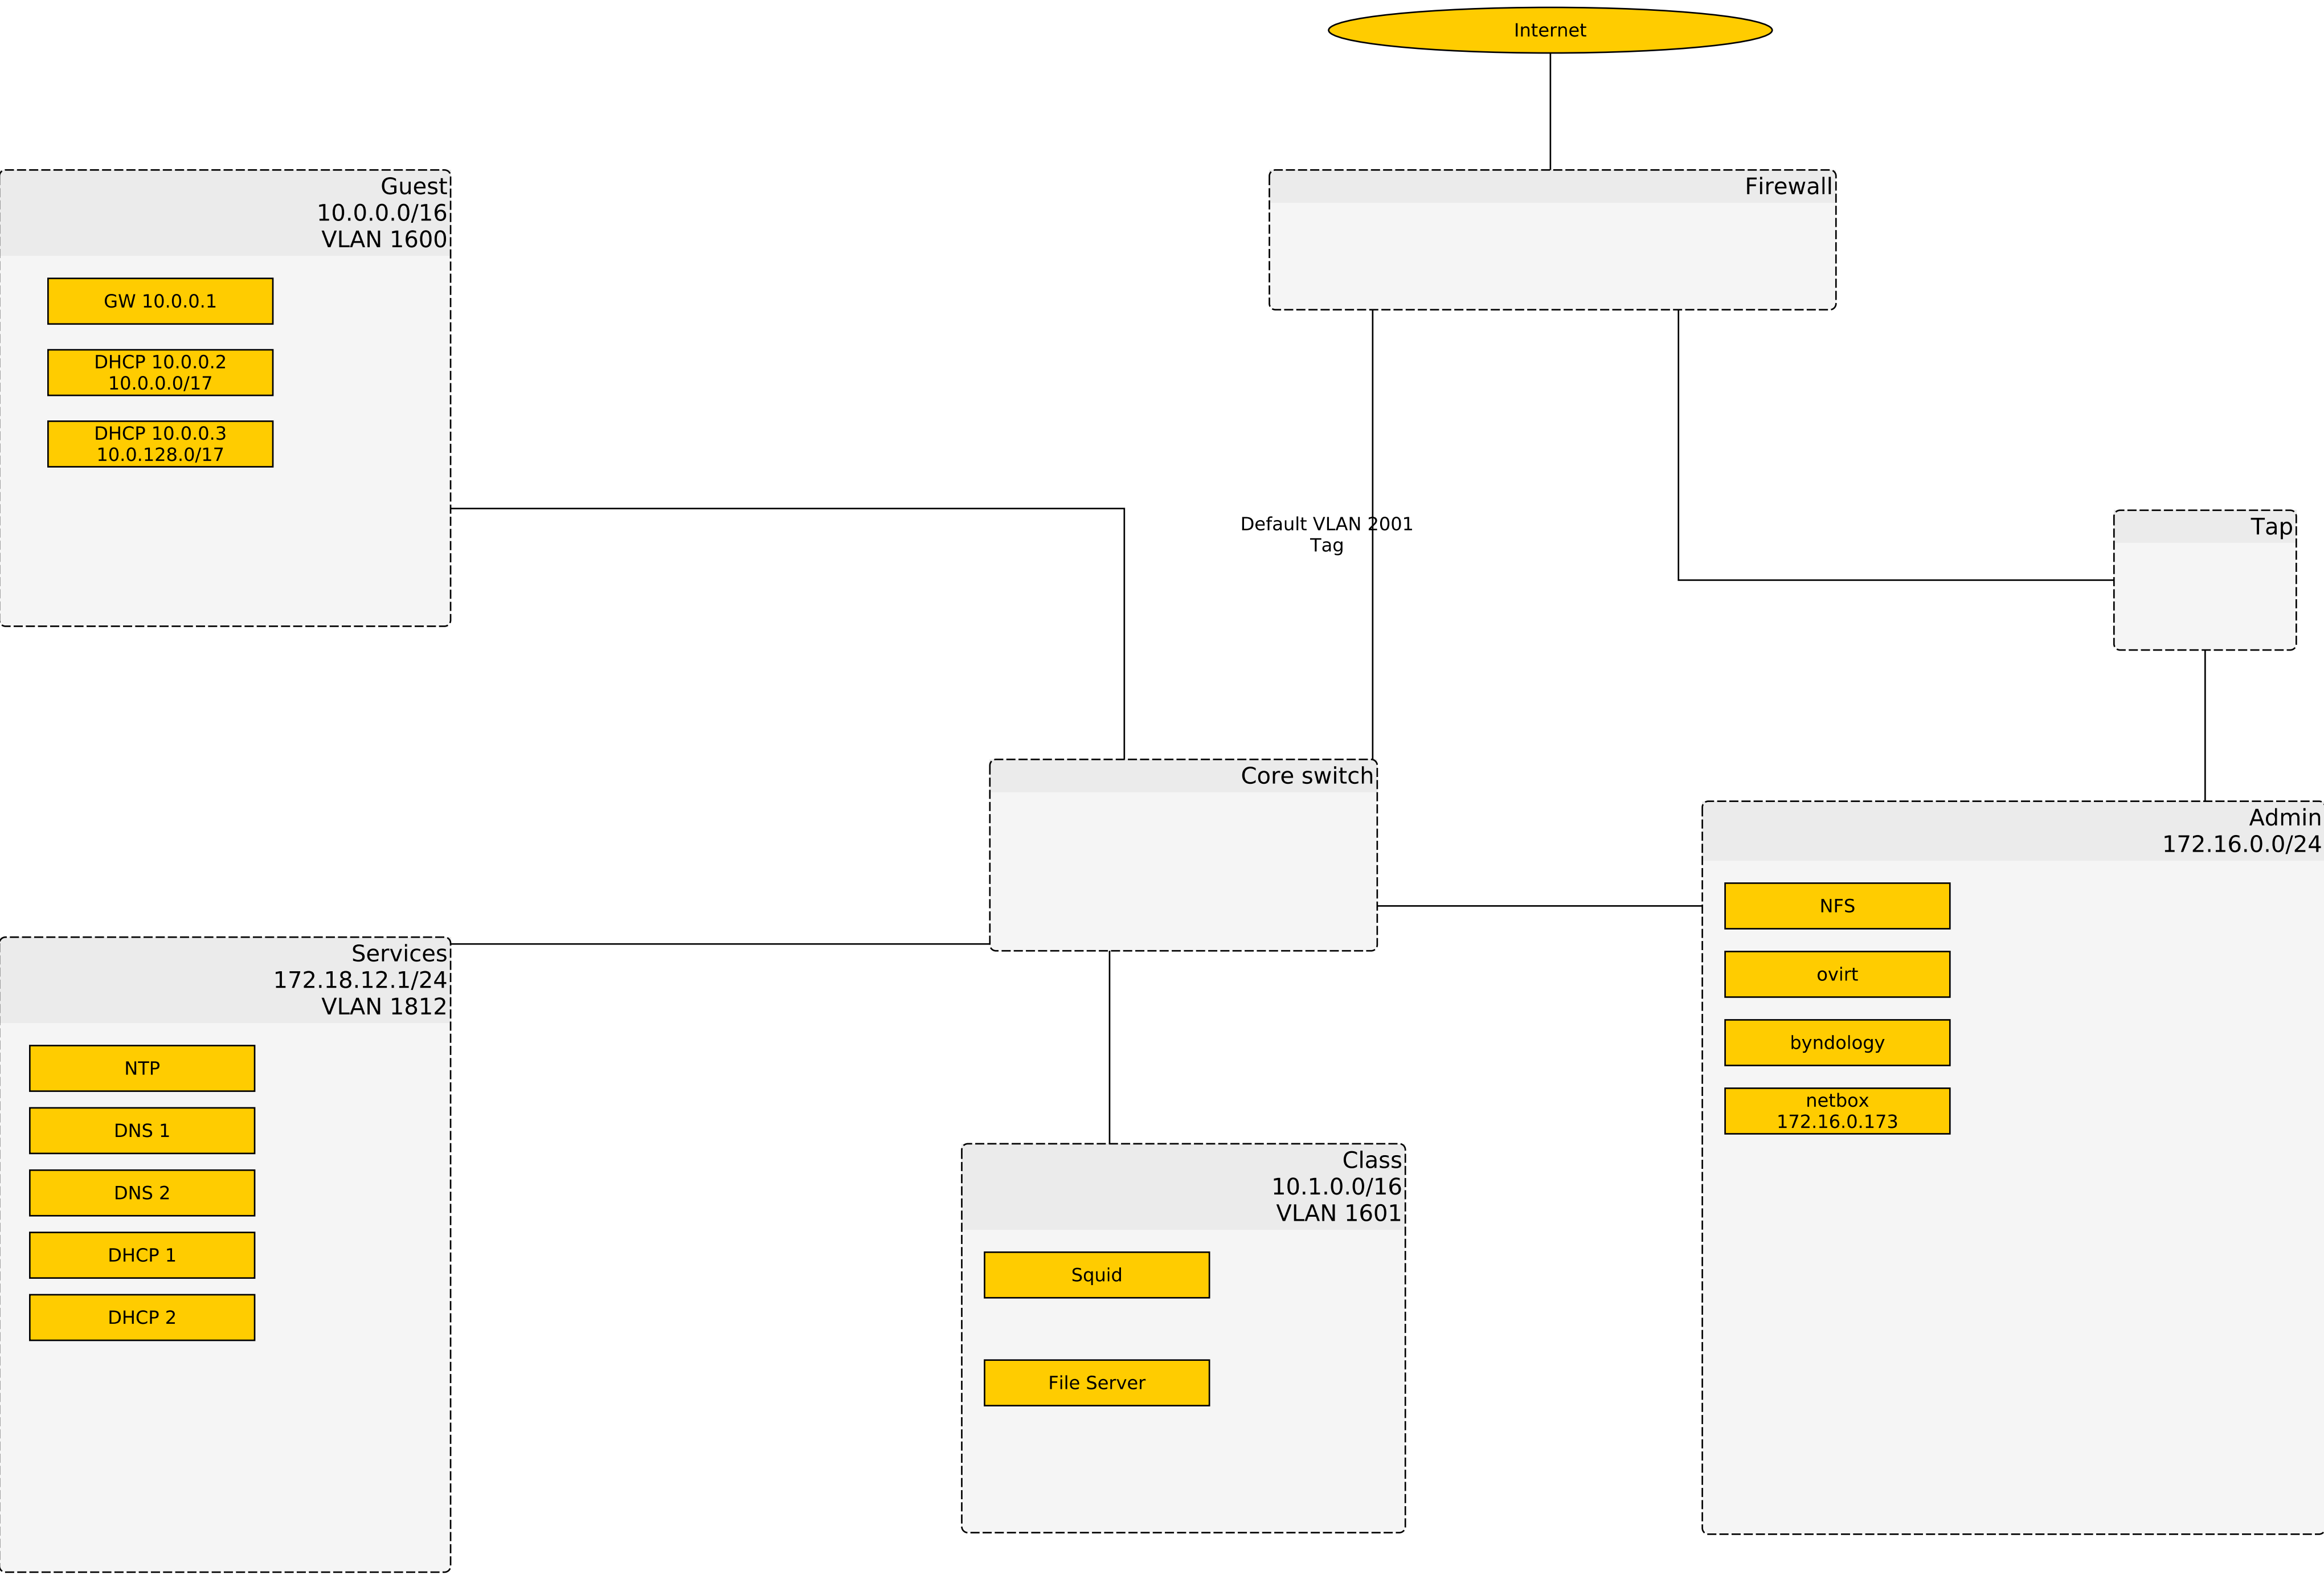 Internet
Guest
10.0.0.0/16
VLAN 1600
GW 10.0.0.1
DHCP 10.0.0.2
10.0.0.0/17
DHCP 10.0.0.3
10.0.128.0/17
Firewall
Default VLAN 2001
Tag
Tap
Core switch
Admin
172.16.0.0/24
NFS
ovirt
byndology
netbox
172.16.0.173
Services
172.18.12.1/24
VLAN 1812
NTP
DNS 1
DNS 2
DHCP 1
DHCP 2
Class
10.1.0.0/16
VLAN 1601
Squid
File Server